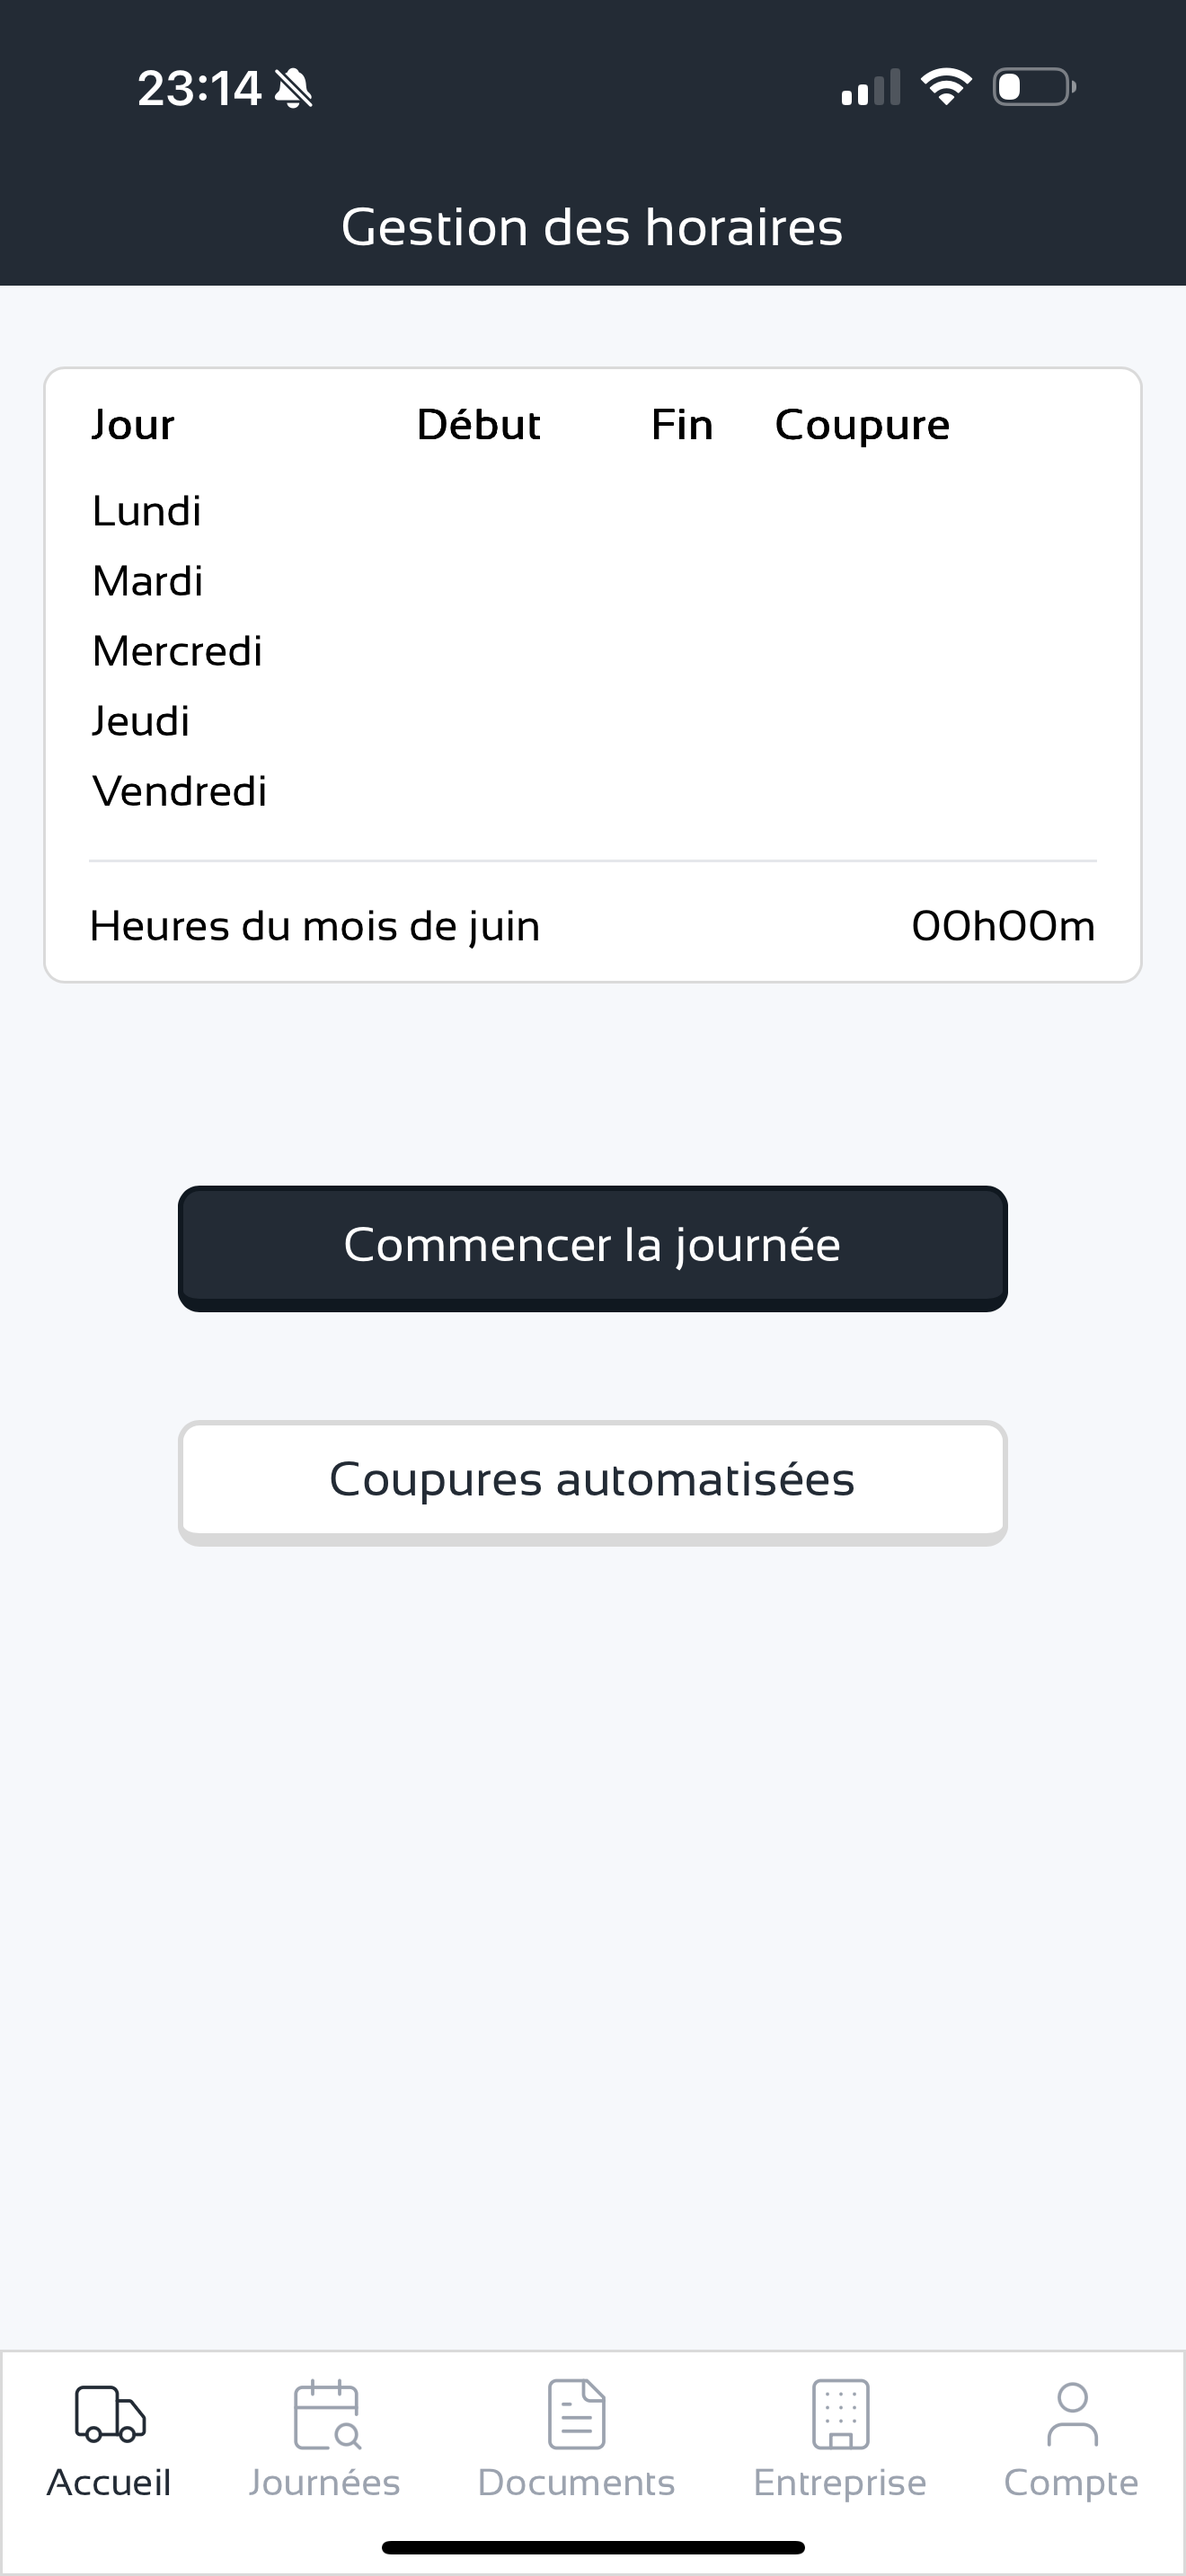 23:14
Gestion des horaires
Jour Début Fin Coupure
Lundi
Mardi
Mercredi
Jeudi
Vendredi
Heures du mois de juin 00h00m
Commencer la journée
Coupures automatisées
Accueil Journées Documents Entreprise Compte